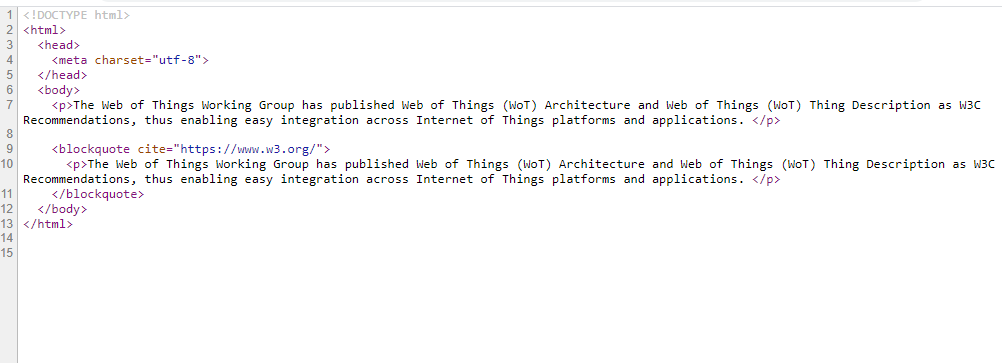 1 <!DOCTYPE html>
2 <html>
3   <head>
4     <meta charset="utf-8">
5   </head>
6   <body>
7     <p>The Web of Things Working Group has published Web of Things (WoT) Architecture and Web of Things (WoT) Thing Description as W3C
Recommendations, thus enabling easy integration across Internet of Things platforms and applications. </p>
8
9     <blockquote cite="https://www.w3.org/">
10       <p>The Web of Things Working Group has published Web of Things (WoT) Architecture and Web of Things (WoT) Thing Description as W3C
Recommendations, thus enabling easy integration across Internet of Things platforms and applications. </p>
11     </blockquote>
12   </body>
13 </html>
14
15